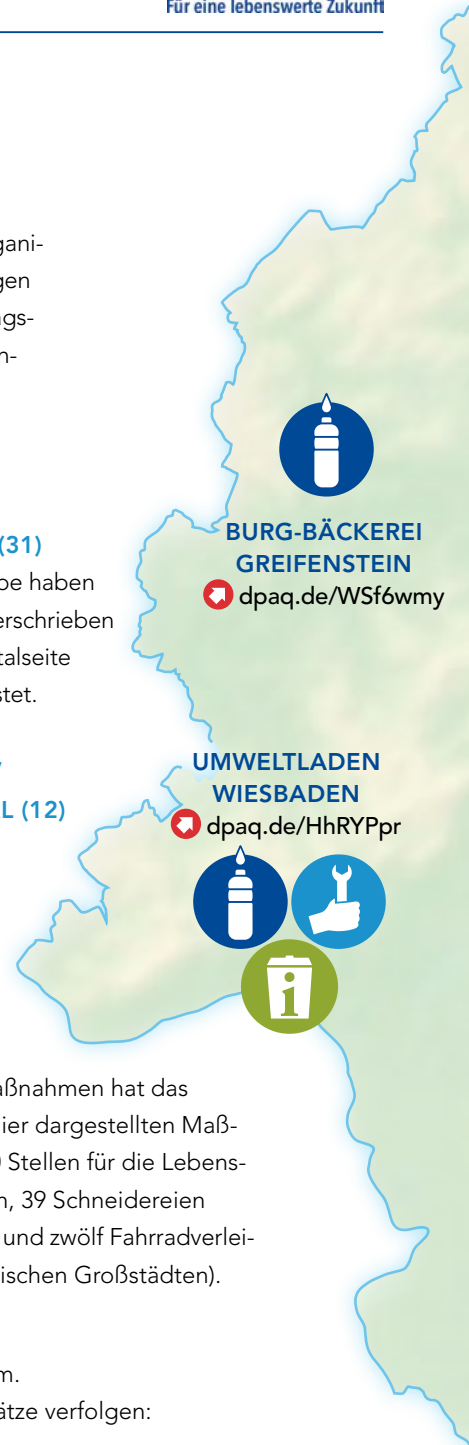 Für eine lebenswerte Zukunft
gani-
gen
ngs-
n-
(31)
be haben
erschrieben
talseite
stet.
L (12)
BURG-BÄCKEREI
GREIFENSTEIN
dpaq.de/WSf6wmy
UMWELTLADEN
WIESBADEN
dpaq.de/HhRYPpr
i
aßnahmen hat das
ier dargestellten Maß-
0 Stellen für die Lebens-
n, 39 Schneidereien
und zwölf Fahrradverlei-
ischen Großstädten).
m.
ätze verfolgen: